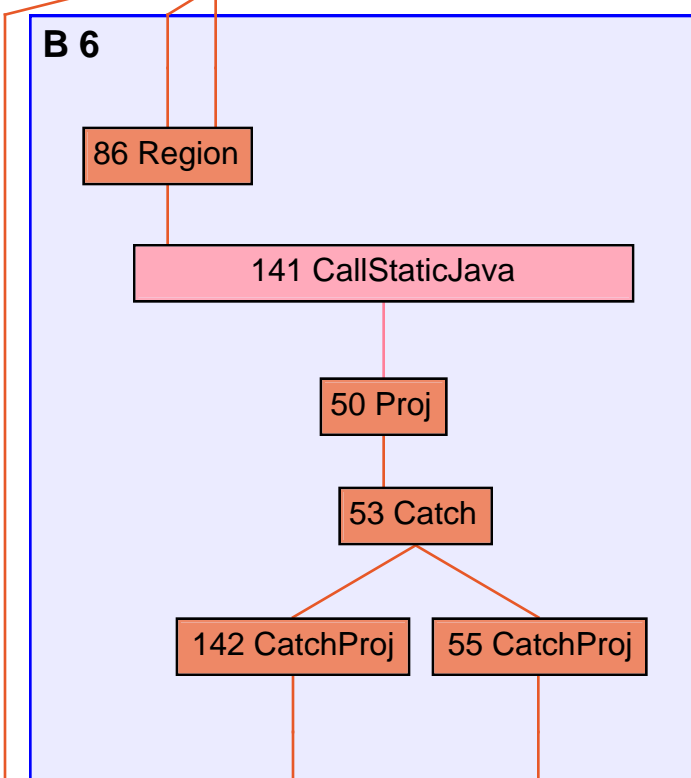 B 6
86 Region
141 CallStaticJava
50 Proj
53 Catch
142 CatchProj
55 CatchProj